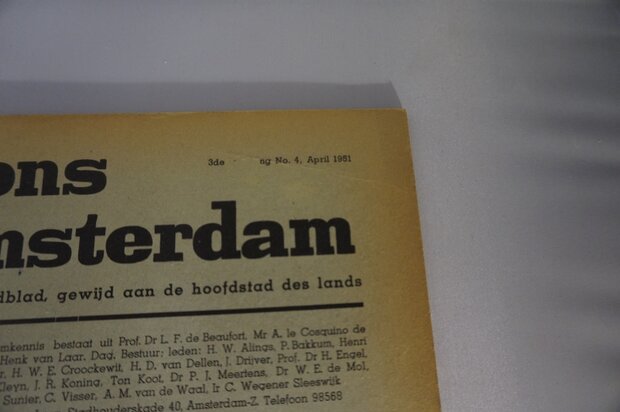 ons
3de ng No. 4, April 1951
msterdam
dblad, gewijd aan de hoofdstad des lands
mkennis bestaat uit Prof. Dr L. F. de Beaufort, Mr A. le Cosquino de
Henk van Laar, Dag. Bestuur; leden: H. W. Alings, P. Bakkum, Henri
r, H. W. E. Croockewit, H. D. van Dellen, J. Drijver, Prof. Dr H. Engel,
Kleyn, J. R. Koning, Ton Koot, Dr P. J. Meertens, Dr W. E. de Mol,
Sunier, C. Visser, A. M. van de Waal, Ir C. Wegener Sleeswijk
Stadhouderskade 40, Amsterdam-Z. Telefoon 98568